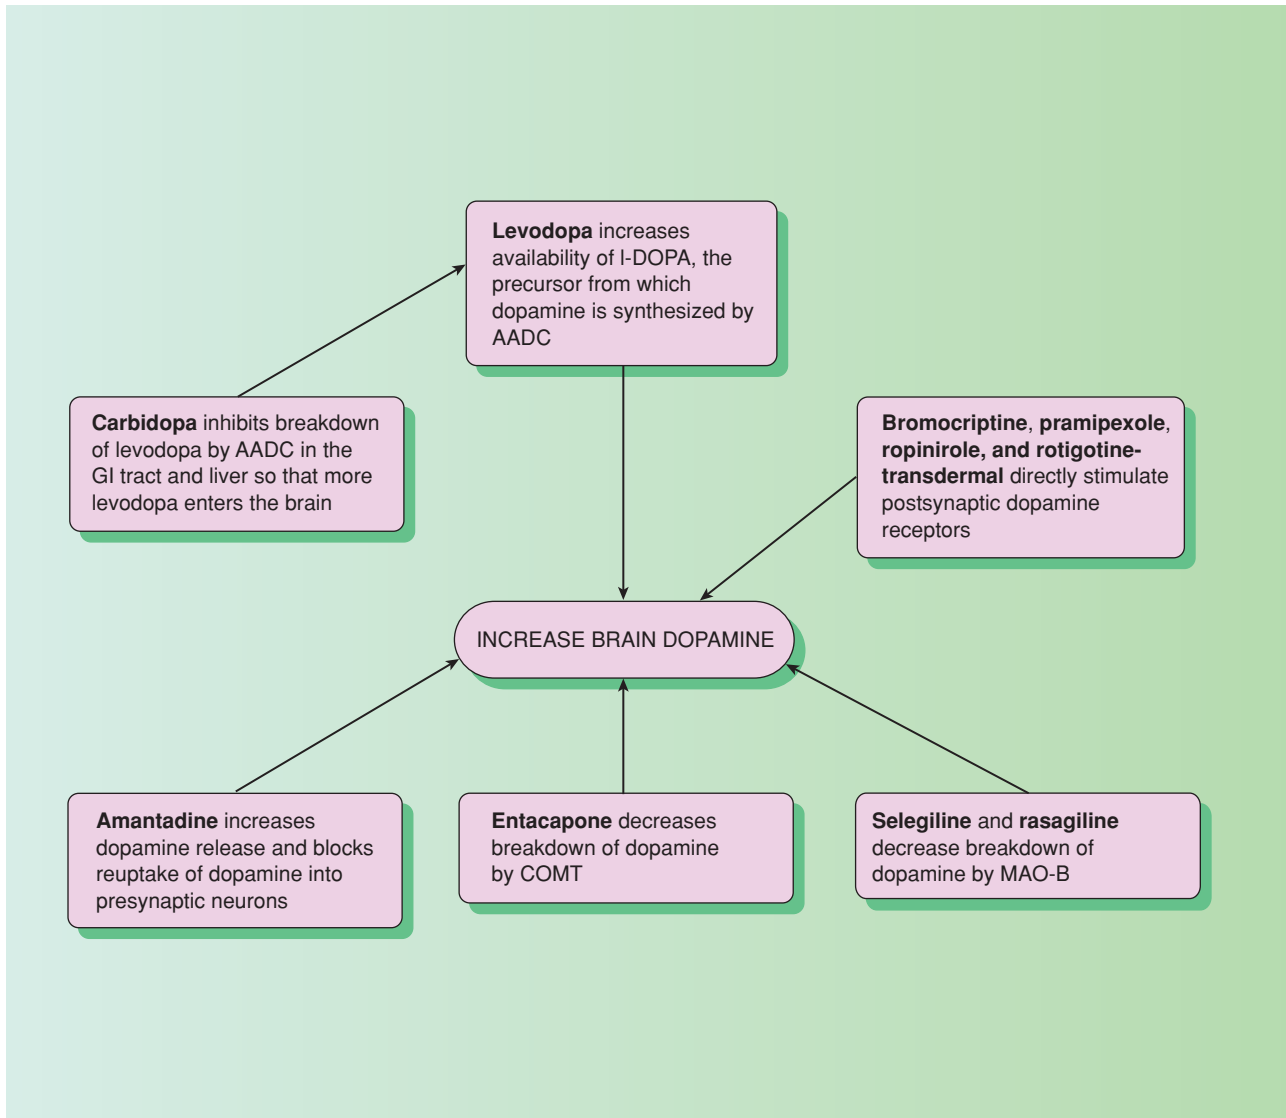 Levodopa increases
availability of l-DOPA, the
precursor from which
dopamine is synthesized by
AADC
Carbidopa inhibits breakdown
of levodopa by AADC in the
GI tract and liver so that more
levodopa enters the brain
Bromocriptine, pramipexole,
ropinirole, and rotigotine-
transdermal directly stimulate
postsynaptic dopamine
receptors
INCREASE BRAIN DOPAMINE
Amantadine increases
dopamine release and blocks
reuptake of dopamine into
presynaptic neurons
Entacapone decreases
breakdown of dopamine
by COMT
Selegiline and rasagiline
decrease breakdown of
dopamine by MAO-B